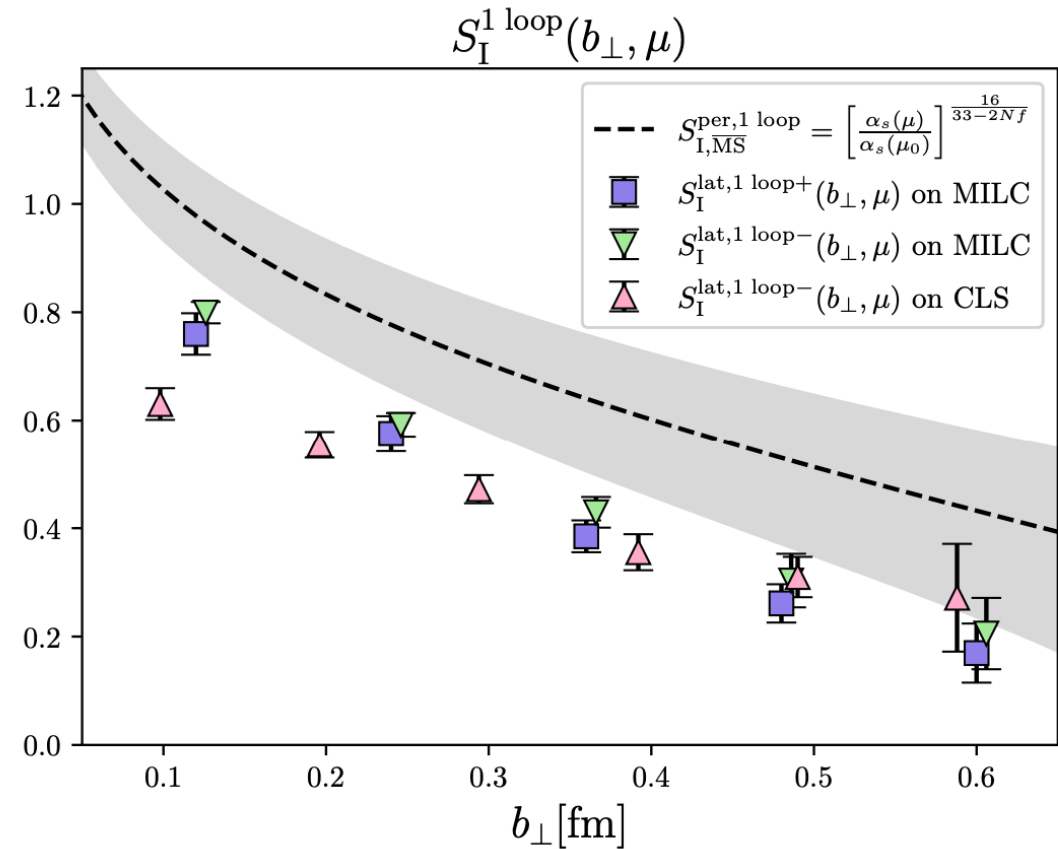 S_I^{1 loop}(b_⊥, μ)
1.2
1.0
0.8
0.6
0.4
0.2
0.0
S_{I,\overline{MS}}^{per,1 loop} = [α_s(μ)/α_s(μ_0)]^{16/(33−2Nf)}
S_I^{lat,1 loop+}(b_⊥, μ) on MILC
S_I^{lat,1 loop−}(b_⊥, μ) on MILC
S_I^{lat,1 loop−}(b_⊥, μ) on CLS
0.1 0.2 0.3 0.4 0.5 0.6
b_⊥[fm]